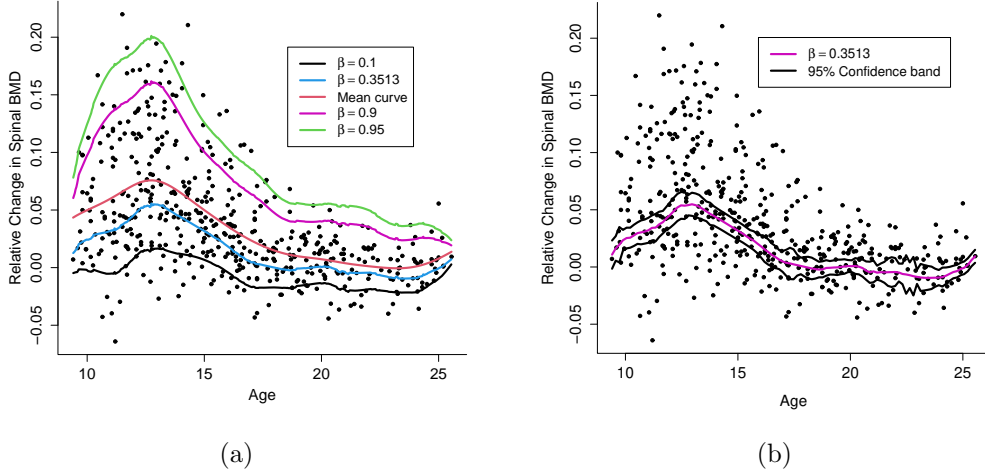 Relative Change in Spinal BMD
0.20
0.15
0.10
0.05
0.00
−0.05
10 15 20 25
Age
β = 0.1
β = 0.3513
Mean curve
β = 0.9
β = 0.95
(a)
Relative Change in Spinal BMD
0.20
0.15
0.10
0.05
0.00
−0.05
10 15 20 25
Age
β = 0.3513
95% Confidence band
(b)